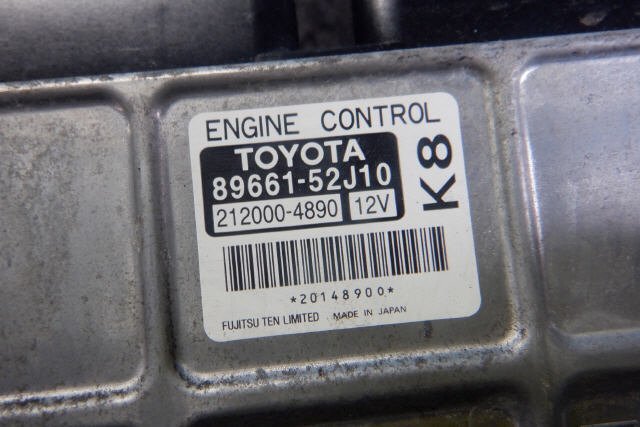 ENGINE CONTROL
TOYOTA
89661-52J10
212000-4890 12V
K8
*20148900*
FUJITSU TEN LIMITED MADE IN JAPAN